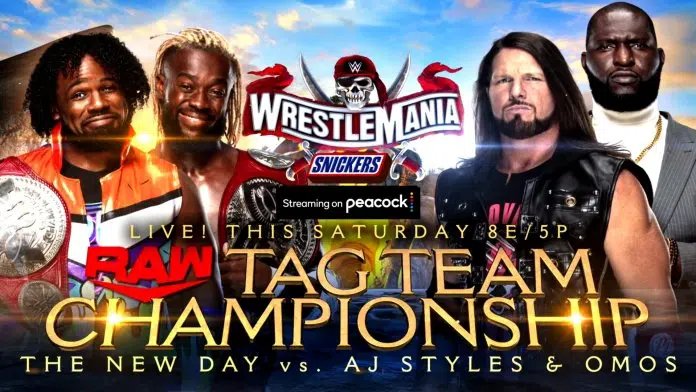 WRESTLEMANIA
SNICKERS
Streaming on peacock
LIVE! THIS SATURDAY 8E/5P
RAW TAG TEAM
CHAMPIONSHIP
THE NEW DAY vs. AJ STYLES & OMOS